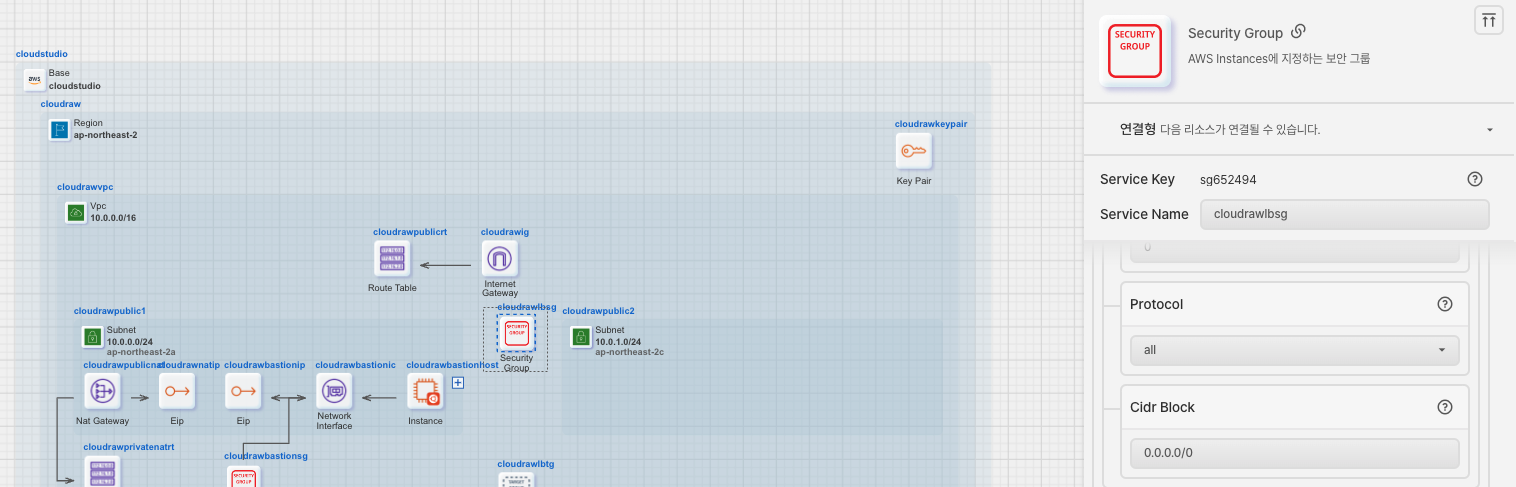 cloudstudio
aws
Base
cloudstudio
cloudraw
Region
ap-northeast-2
cloudrawkeypair
Key Pair
cloudrawvpc
Vpc
10.0.0.0/16
cloudrawpublicrt
Route Table
cloudrawig
Internet
Gateway
cloudrawpublic1
Subnet
10.0.0.0/24
ap-northeast-2a
cloudrawlbsg
SECURITY
GROUP
Security
Group
cloudrawpublic2
Subnet
10.0.1.0/24
ap-northeast-2c
cloudrawpublicnat
Nat Gateway
cloudrawnatip
Eip
cloudrawbastionip
Eip
cloudrawbastionic
Network
Interface
cloudrawbastionhost
Instance
cloudrawprivatenatrt
cloudrawbastionsg
SECURITY
GROUP
cloudrawlbtg
TARGET
SECURITY
GROUP
Security Group
AWS Instances에 지정하는 보안 그룹
연결형 다음 리소스가 연결될 수 있습니다.
Service Key sg652494
Service Name cloudrawlbsg
0
Protocol
all
Cidr Block
0.0.0.0/0